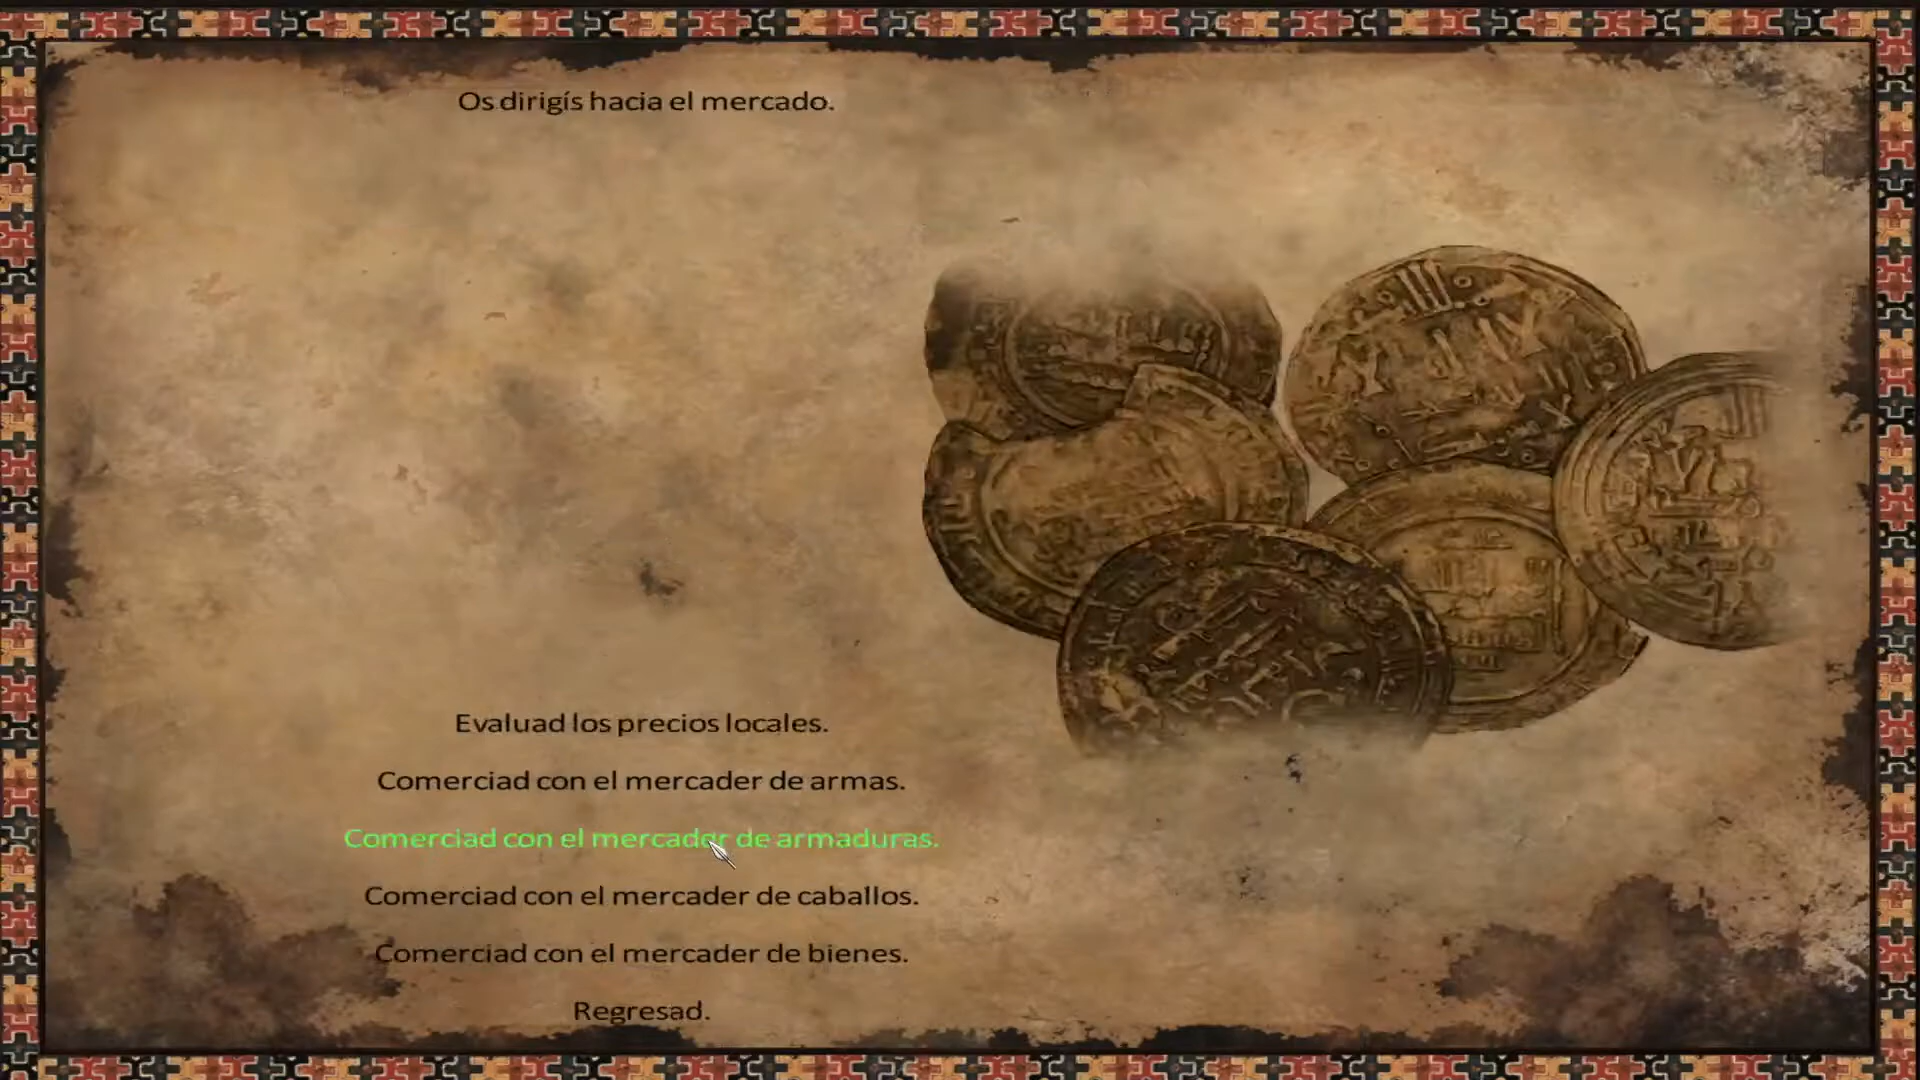 Os dirigís hacia el mercado.
Evaluad los precios locales.
Comerciad con el mercader de armas.
Comerciad con el mercader de armaduras.
Comerciad con el mercader de caballos.
Comerciad con el mercader de bienes.
Regresad.